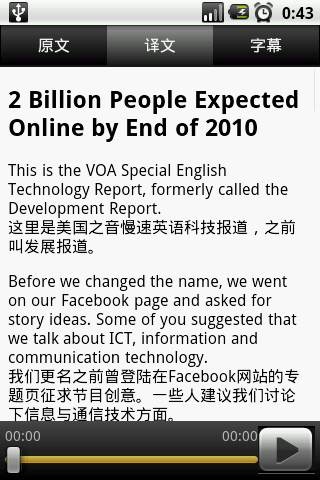 0:43
原文
译文
字幕
2 Billion People Expected
Online by End of 2010
This is the VOA Special English
Technology Report, formerly called the
Development Report.
这里是美国之音慢速英语科技报道，之前
叫发展报道。
Before we changed the name, we went
on our Facebook page and asked for
story ideas. Some of you suggested that
we talk about ICT, information and
communication technology.
我们更名之前曾登陆在Facebook网站的专
题页征求节目创意。一些人建议我们讨论
下信息与通信技术方面。
00:00
00:00